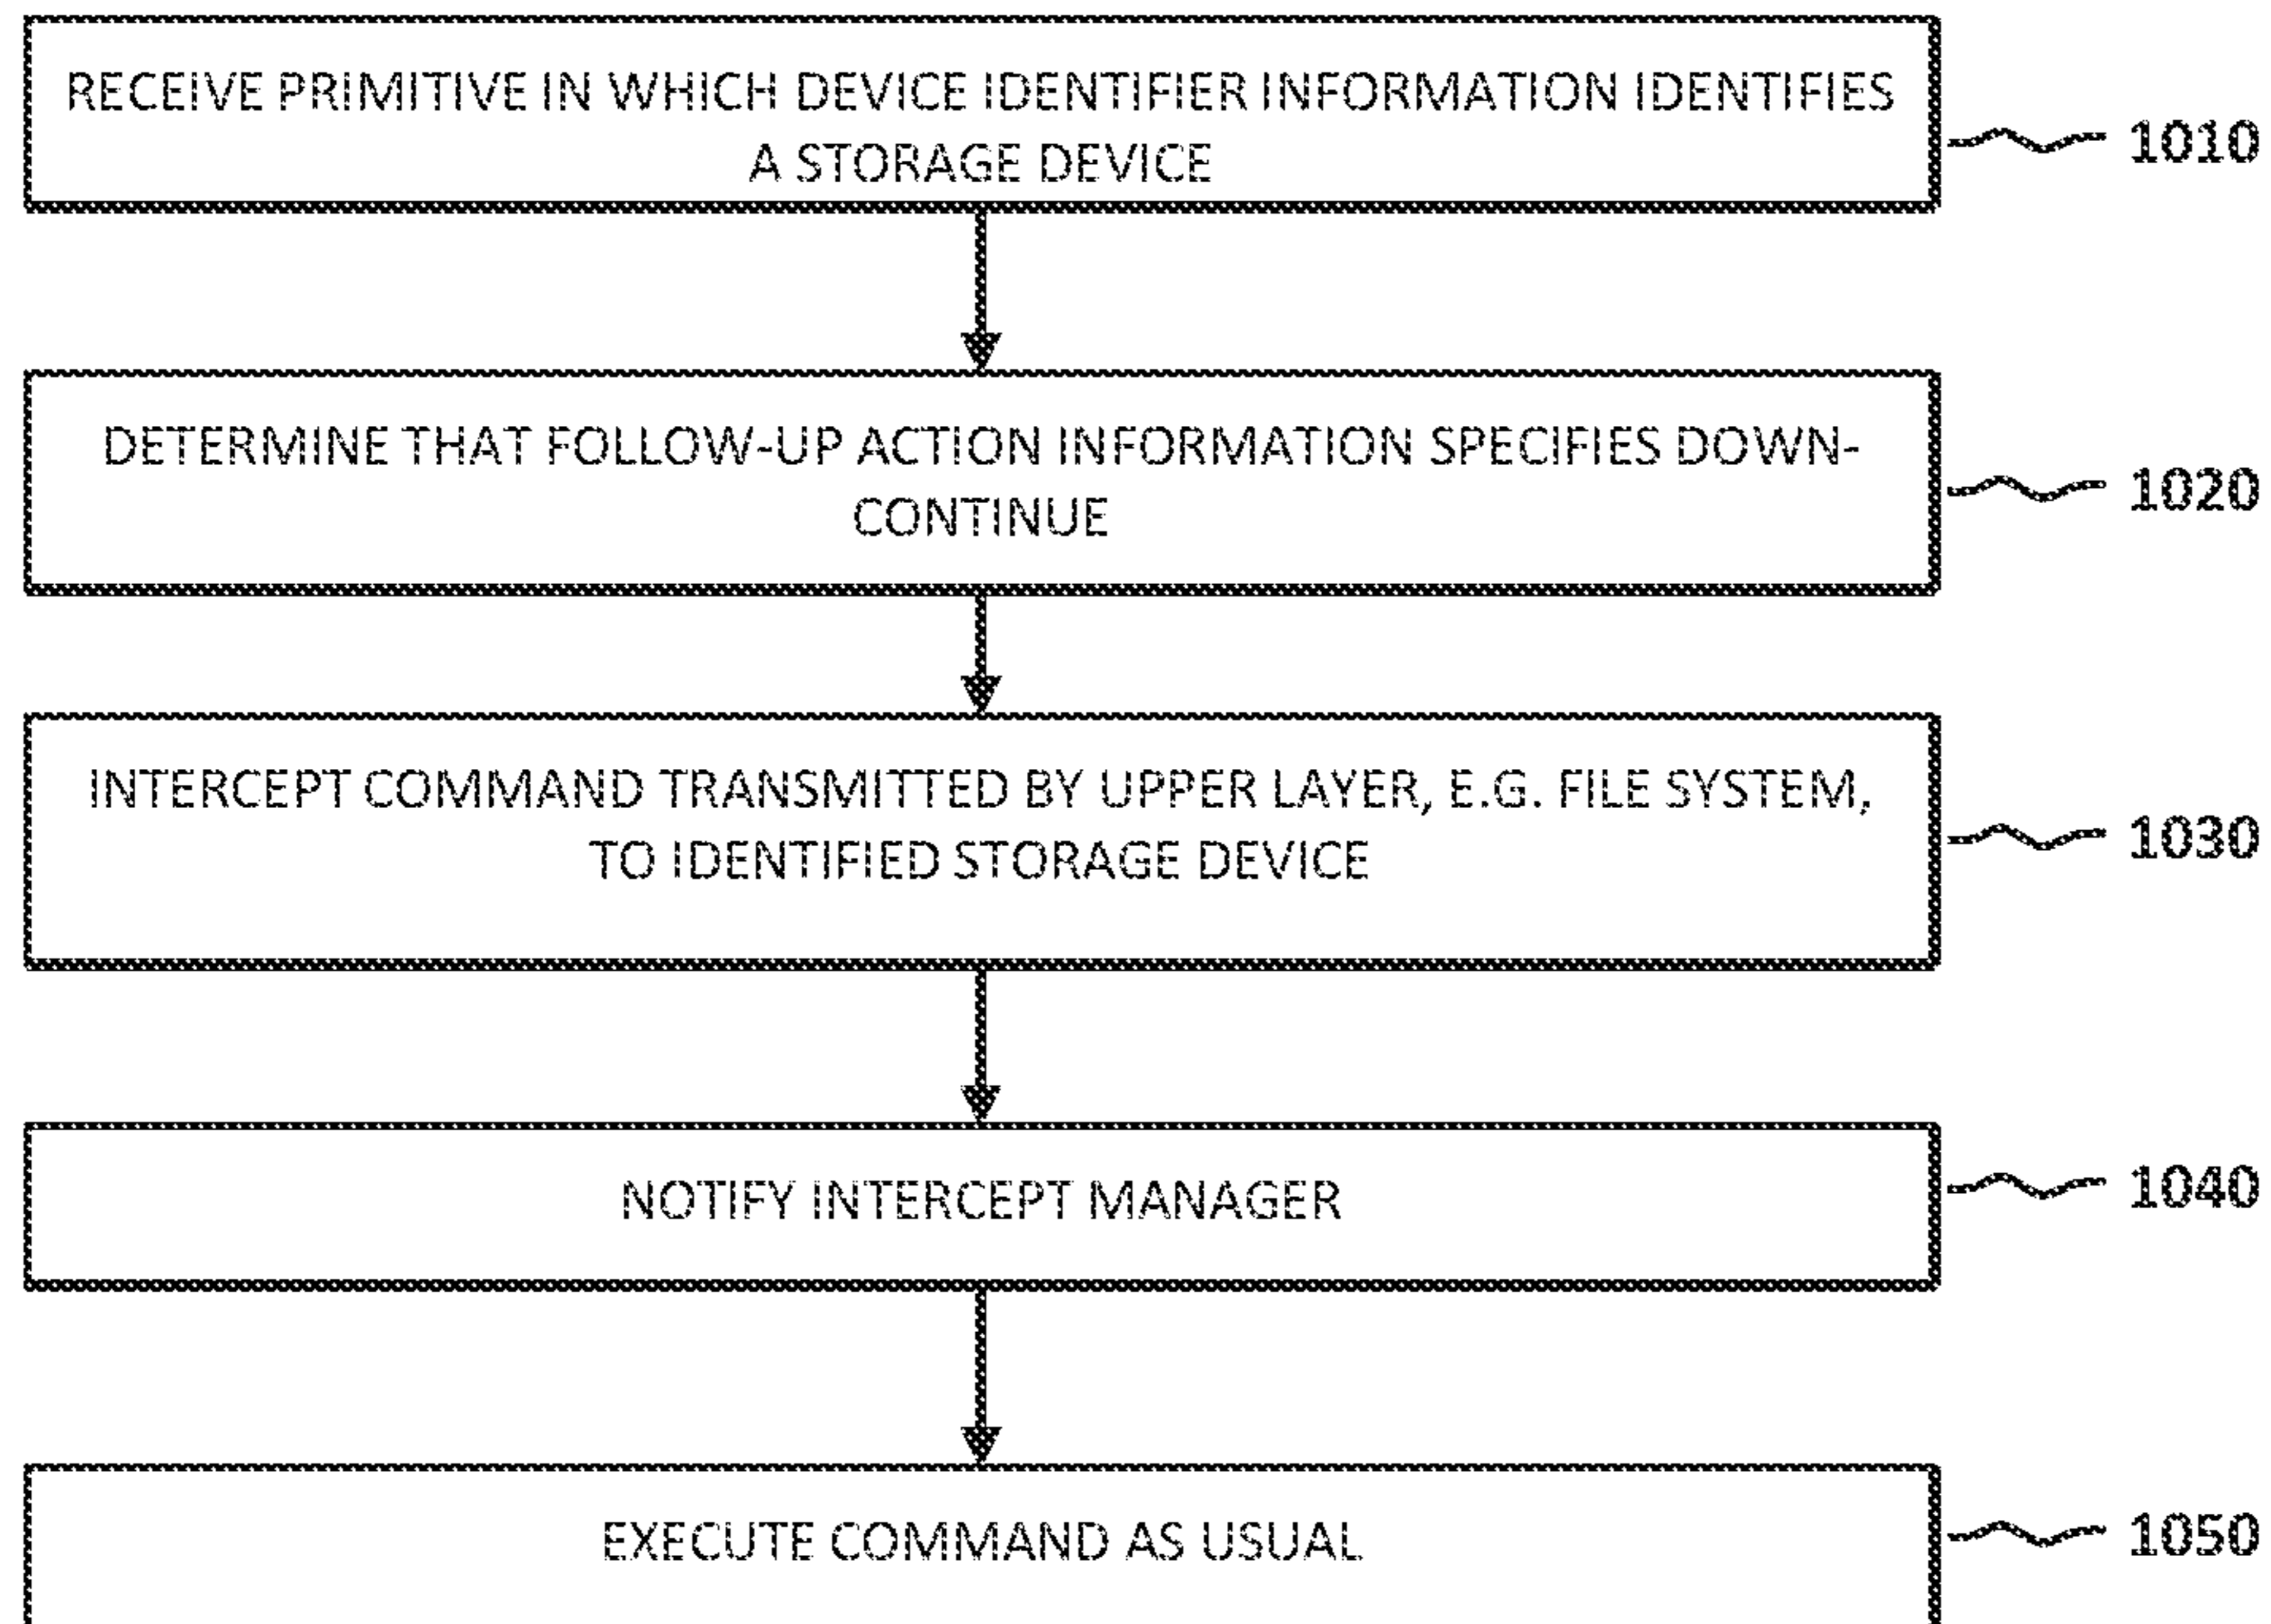 RECEIVE PRIMITIVE IN WHICH DEVICE IDENTIFIER INFORMATION IDENTIFIES
A STORAGE DEVICE
1010
DETERMINE THAT FOLLOW-UP ACTION INFORMATION SPECIFIES DOWN-
CONTINUE
1020
INTERCEPT COMMAND TRANSMITTED BY UPPER LAYER, E.G. FILE SYSTEM,
TO IDENTIFIED STORAGE DEVICE
1030
NOTIFY INTERCEPT MANAGER
1040
EXECUTE COMMAND AS USUAL
1050